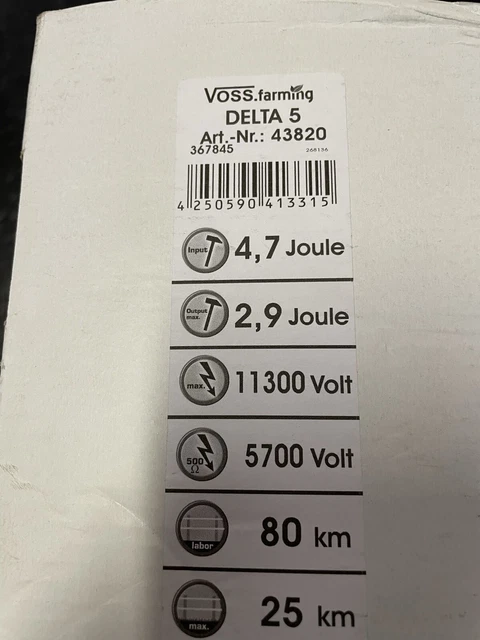 VOSS.farming
DELTA 5
Art.-Nr.: 43820
367845 268136
4 250590 413315
Input 4,7 Joule
Output max. 2,9 Joule
max. 11300 Volt
500 Ω 5700 Volt
labor 80 km
max. 25 km